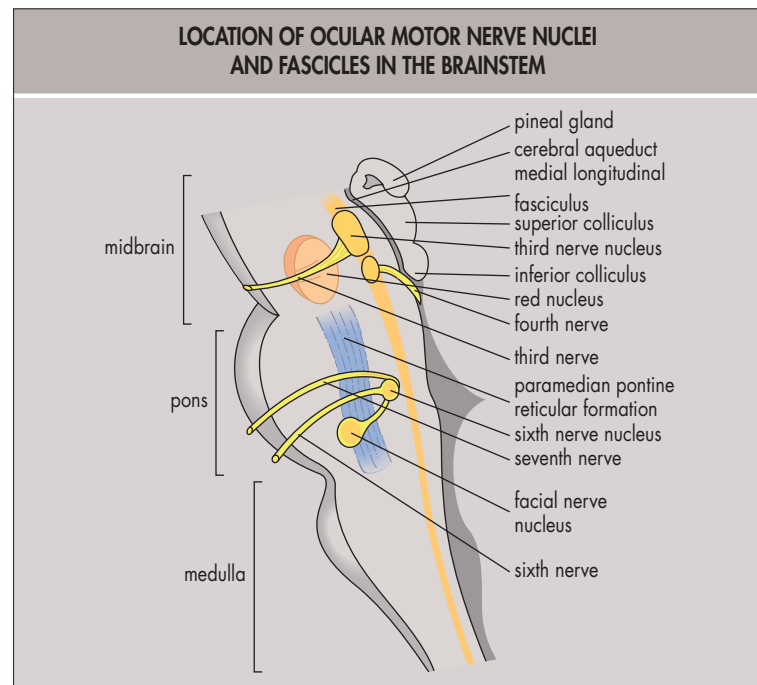 LOCATION OF OCULAR MOTOR NERVE NUCLEI
AND FASCICLES IN THE BRAINSTEM
pineal gland
cerebral aqueduct
medial longitudinal
fasciculus
superior colliculus
third nerve nucleus
inferior colliculus
red nucleus
fourth nerve
third nerve
paramedian pontine
reticular formation
sixth nerve nucleus
seventh nerve
facial nerve
nucleus
sixth nerve
midbrain
pons
medulla